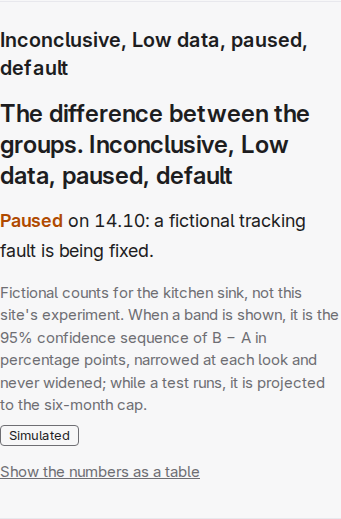 Inconclusive, Low data, paused,
default
The difference between the
groups. Inconclusive, Low
data, paused, default
Paused on 14.10: a fictional tracking
fault is being fixed.
Fictional counts for the kitchen sink, not this
site's experiment. When a band is shown, it is the
95% confidence sequence of B − A in
percentage points, narrowed at each look and
never widened; while a test runs, it is projected
to the six-month cap.
Simulated
Show the numbers as a table